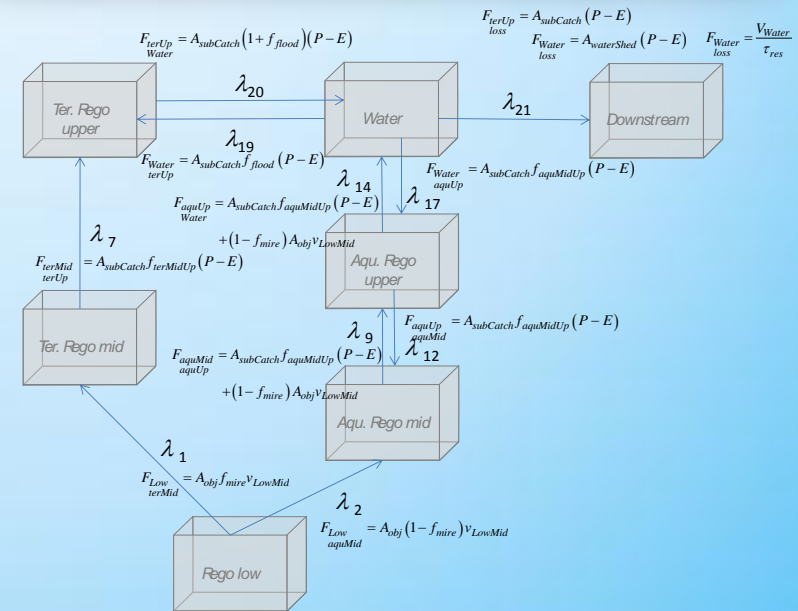 F_{terUp loss} = A_{subCatch}(P − E)
F_{Water loss} = A_{waterShed}(P − E)
F_{Water loss} = V_{Water}/τ_{res}
F_{terUp Water} = A_{subCatch}(1 + f_{flood})(P − E)
Ter. Rego
upper
λ20
Water
λ21
Downstream
λ19
F_{Water terUp} = A_{subCatch} f_{flood}(P − E)
λ14
F_{Water aquUp} = A_{subCatch} f_{aquMidUp}(P − E)
λ17
F_{aquUp Water} = A_{subCatch} f_{aquMidUp}(P − E)
+ (1 − f_{mire}) A_{obj} v_{LowMid}
λ7
F_{terMid terUp} = A_{subCatch} f_{terMidUp}(P − E)
Aqu. Rego
upper
Ter. Rego mid
λ9
F_{aquUp aquMid} = A_{subCatch} f_{aquMidUp}(P − E)
λ12
F_{aquMid aquUp} = A_{subCatch} f_{aquMidUp}(P − E)
+ (1 − f_{mire}) A_{obj} v_{LowMid}
Aqu. Rego mid
λ1
F_{Low terMid} = A_{obj} f_{mire} v_{LowMid}
λ2
F_{Low aquMid} = A_{obj}(1 − f_{mire}) v_{LowMid}
Rego low